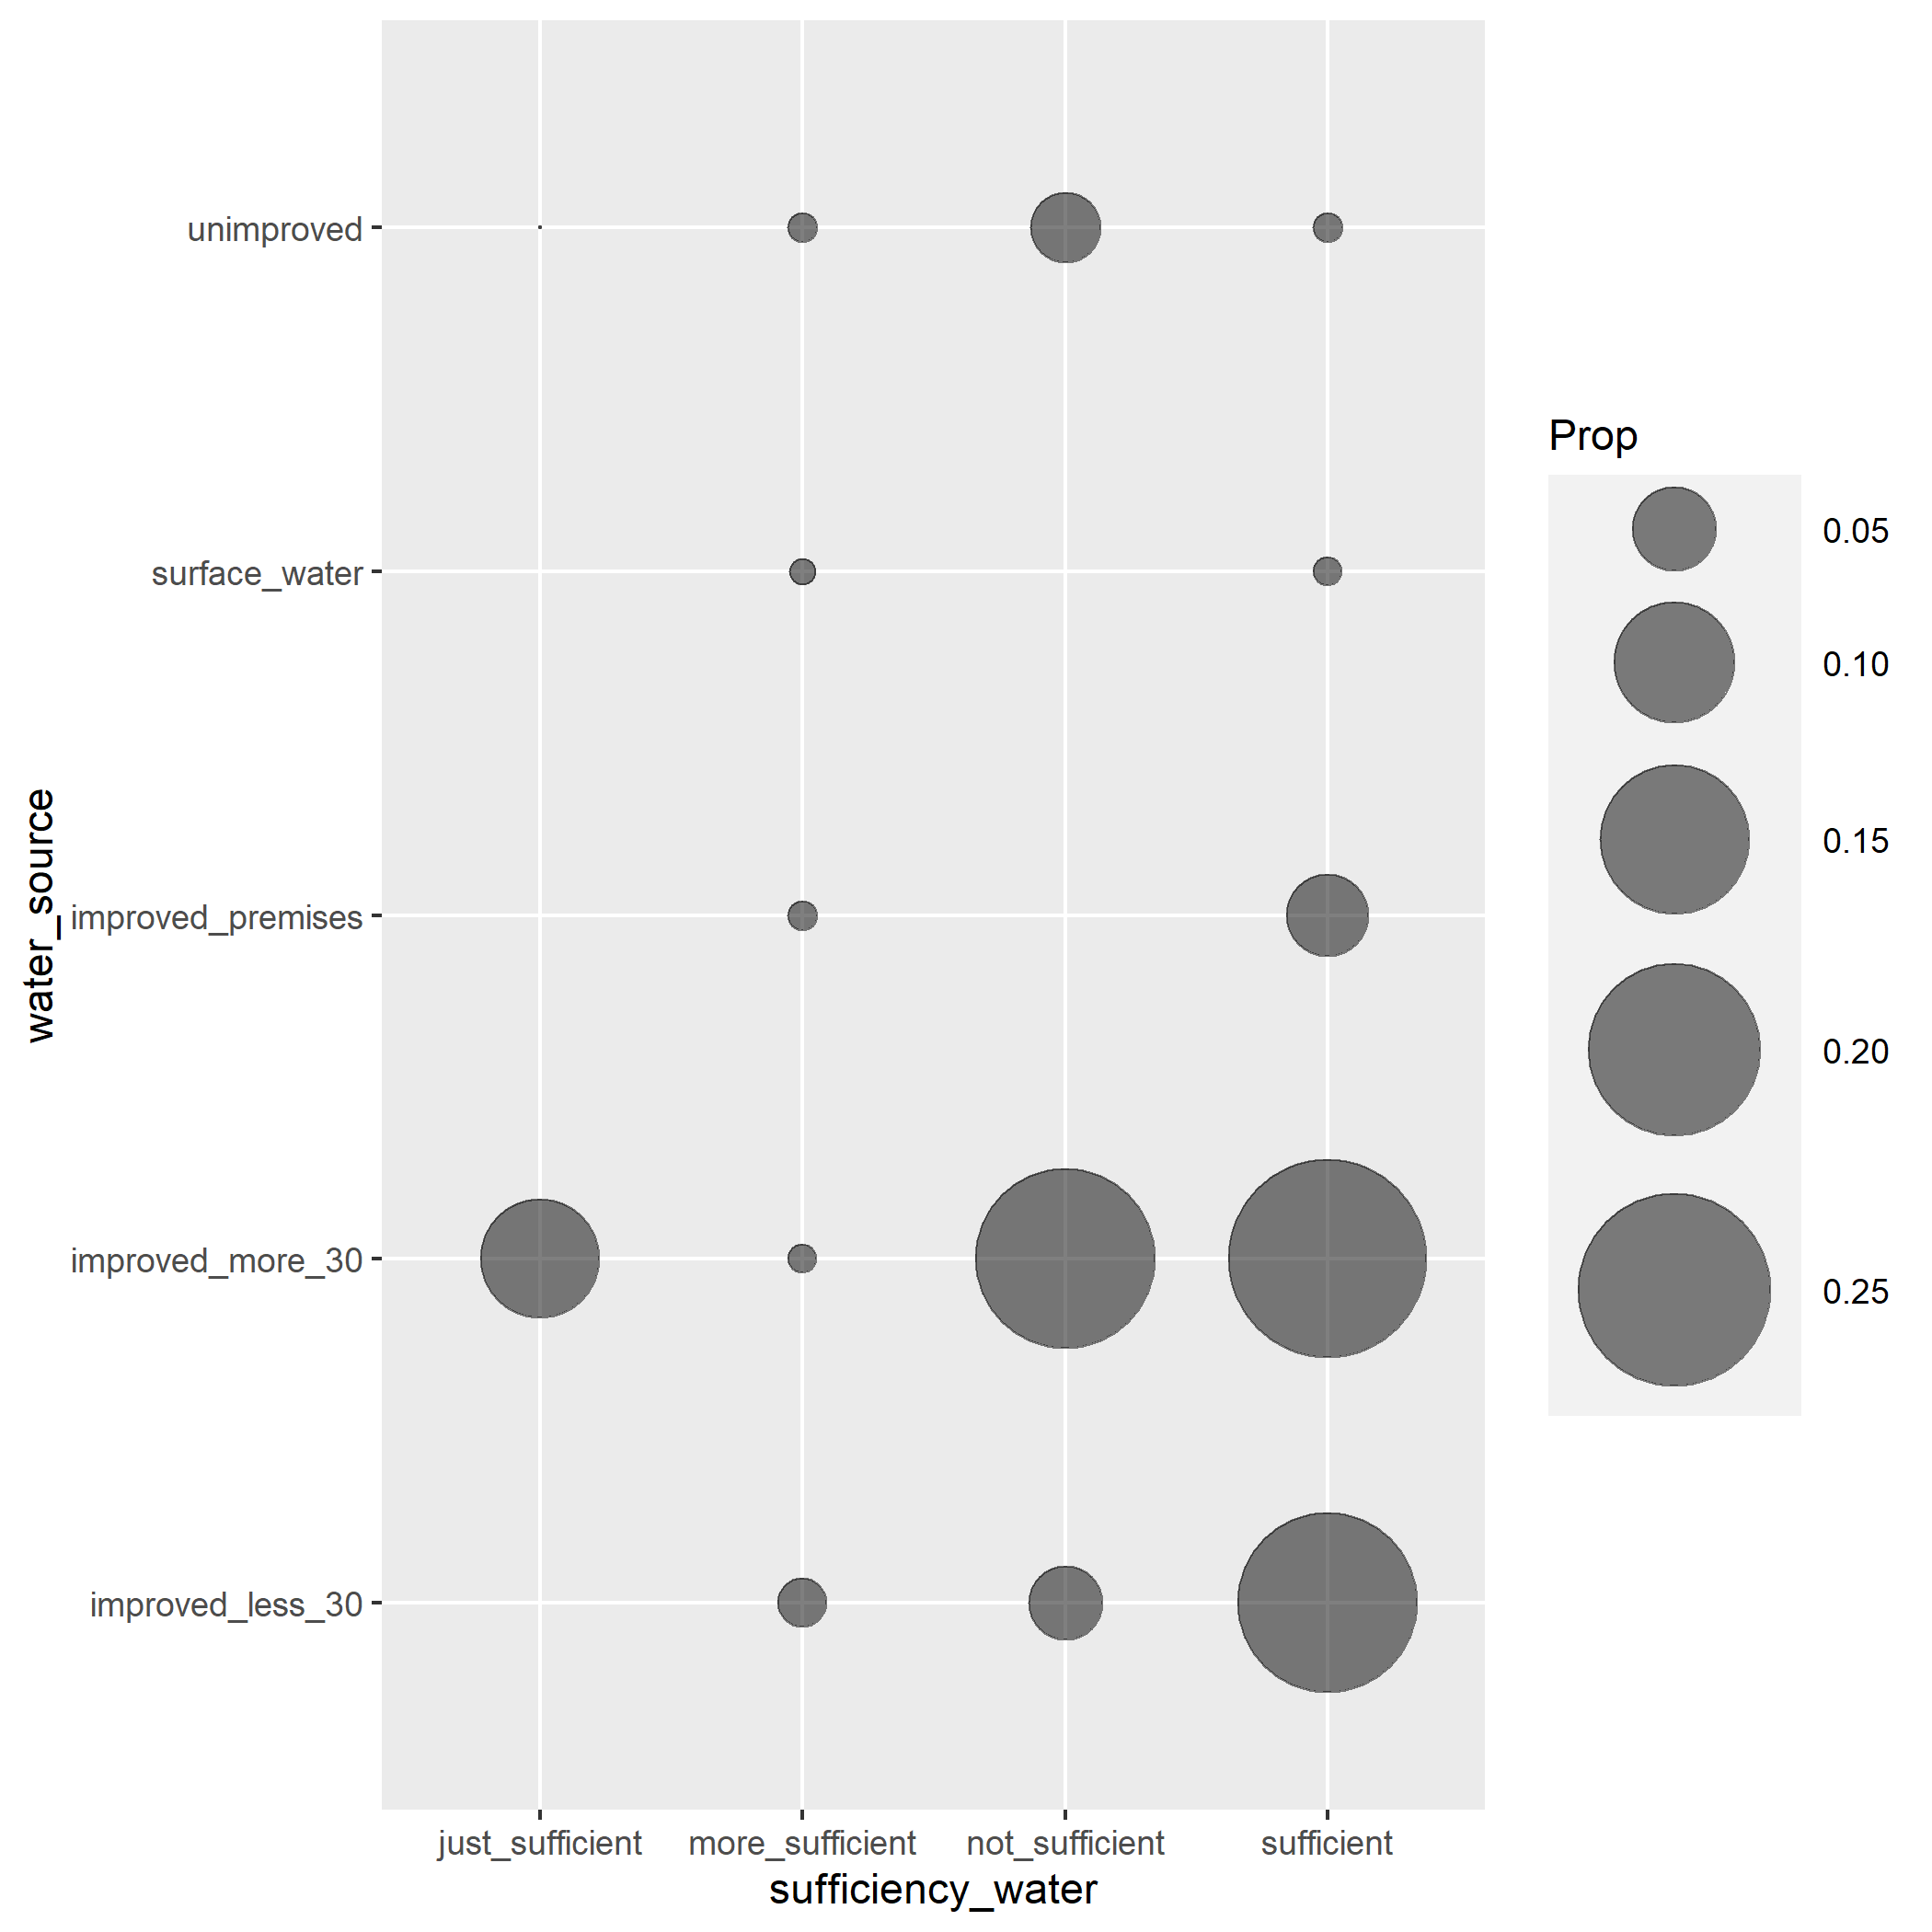 water_source
unimproved
surface_water
improved_premises
improved_more_30
improved_less_30
just_sufficient
more_sufficient
not_sufficient
sufficient
sufficiency_water
Prop
0.05
0.10
0.15
0.20
0.25